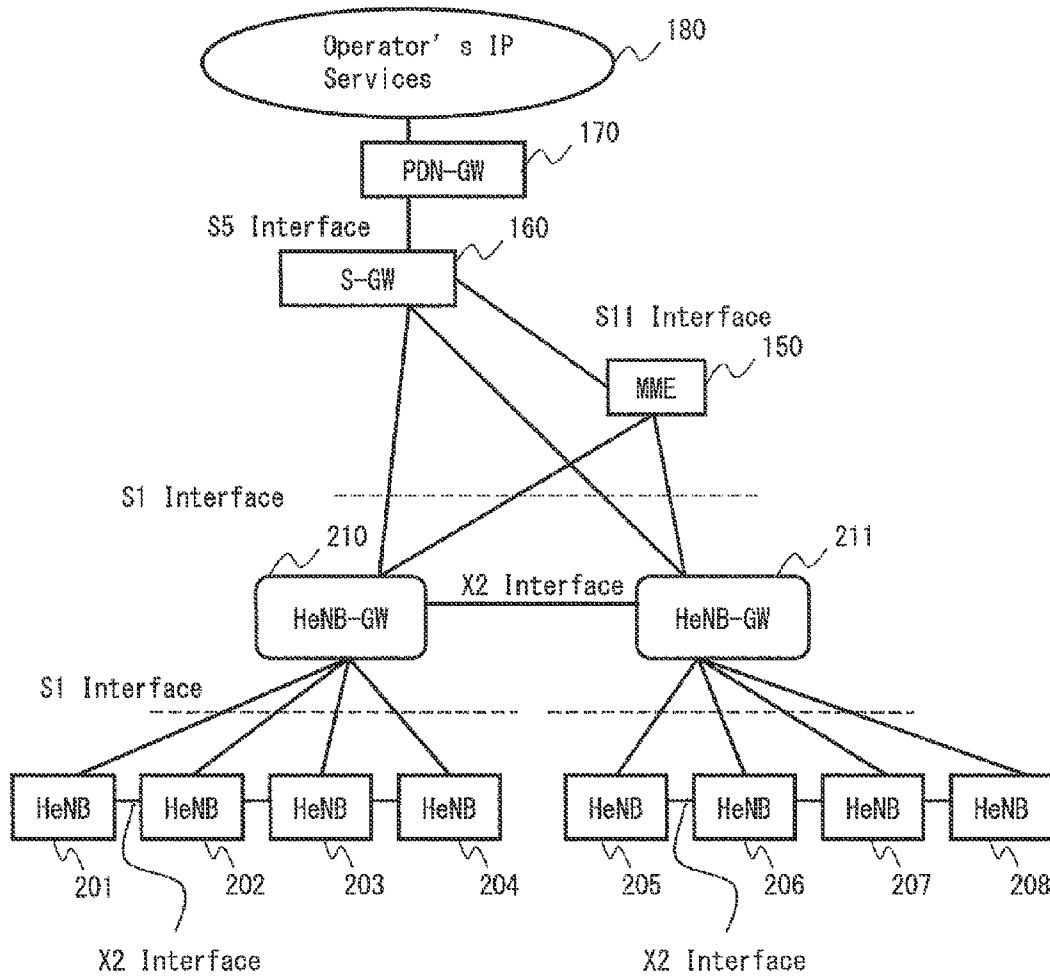 180
Operator's IP
Services
170
PDN-GW
S5 Interface
160
S-GW
S11 Interface
150
MME
S1 Interface
210
211
X2 Interface
HeNB-GW
HeNB-GW
S1 Interface
HeNB
HeNB
HeNB
HeNB
HeNB
HeNB
HeNB
HeNB
201
202
203
204
205
206
207
208
X2 Interface
X2 Interface